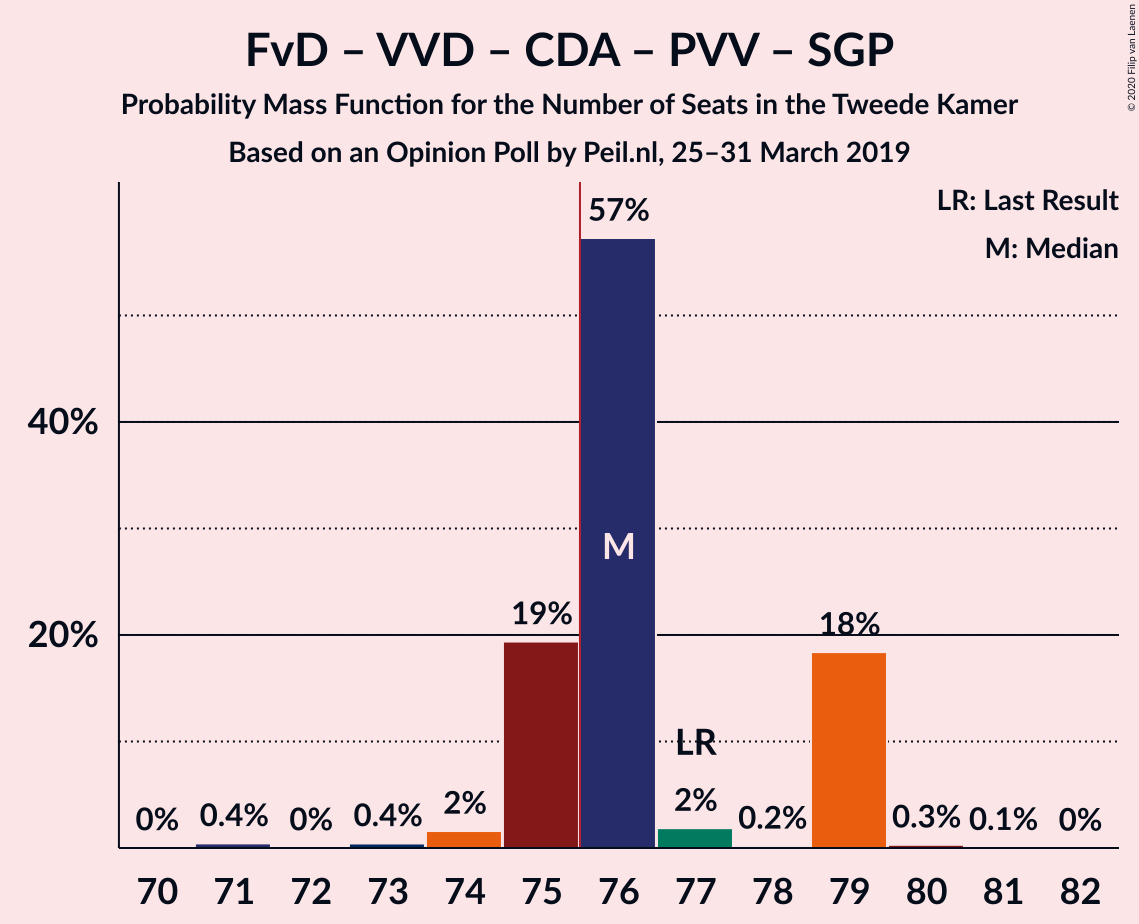 FvD – VVD – CDA – PVV – SGP
Probability Mass Function for the Number of Seats in the Tweede Kamer
Based on an Opinion Poll by Peil.nl, 25–31 March 2019
© 2020 Filip van Laenen
LR: Last Result
M: Median
57%
40%
M
19%
18%
20%
LR
0%
0.4%
0%
0.4%
2%
2%
0.2%
0.3%
0.1%
0%
70 71 72 73 74 75 76 77 78 79 80 81 82